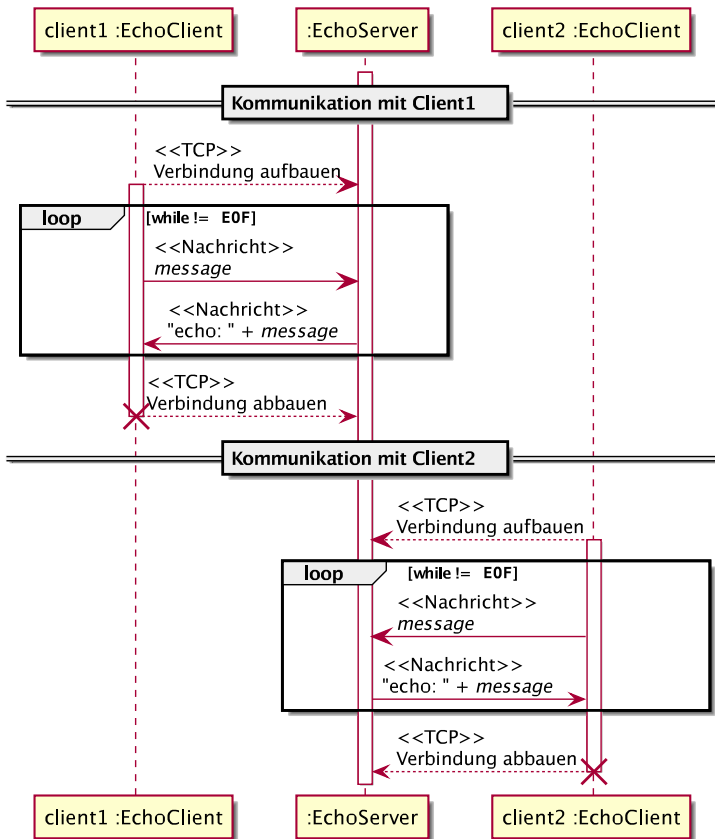 client1 :EchoClient
:EchoServer
client2 :EchoClient
Kommunikation mit Client1
<<TCP>>
Verbindung aufbauen
loop
[while != EOF]
<<Nachricht>>
message
<<Nachricht>>
"echo: " + message
<<TCP>>
Verbindung abbauen
Kommunikation mit Client2
<<TCP>>
Verbindung aufbauen
loop
[while != EOF]
<<Nachricht>>
message
<<Nachricht>>
"echo: " + message
<<TCP>>
Verbindung abbauen
client1 :EchoClient
:EchoServer
client2 :EchoClient